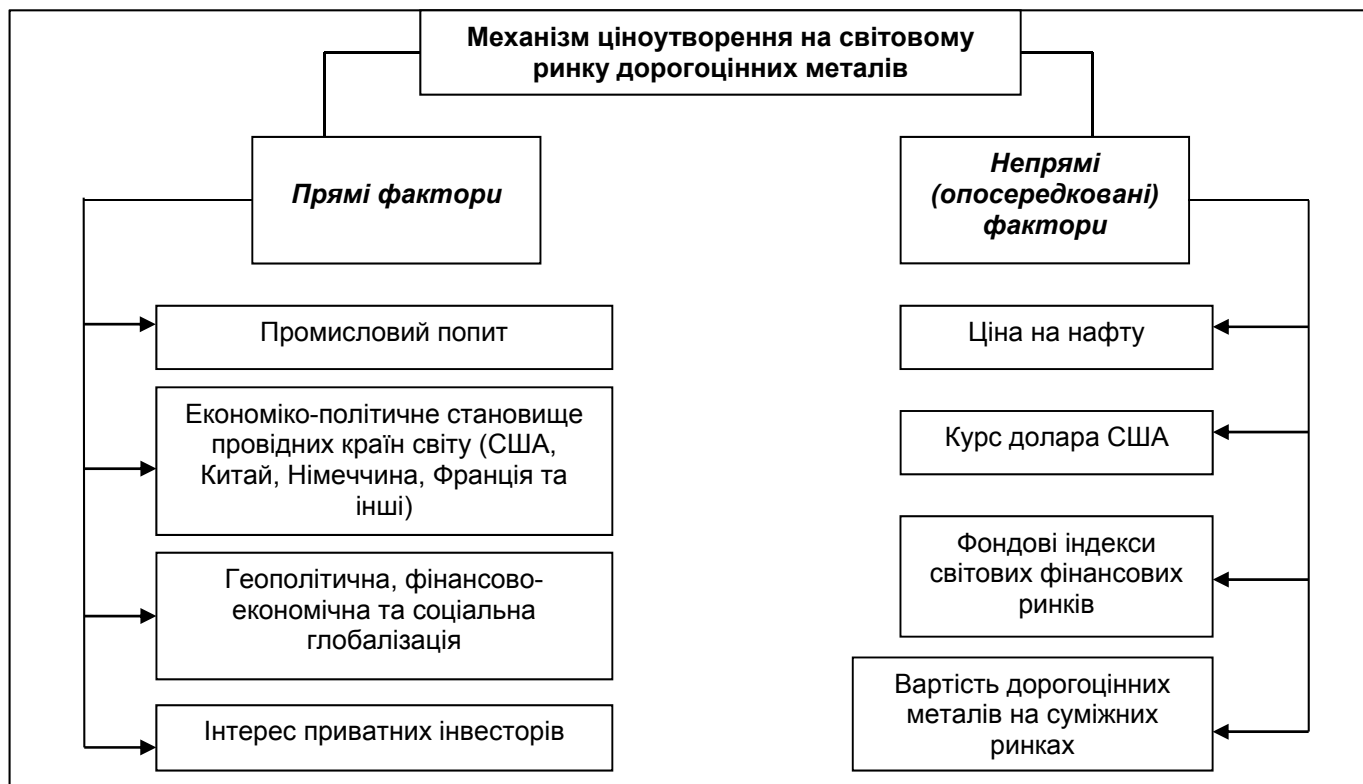 Механізм ціноутворення на світовому
ринку дорогоцінних металів
Прямі фактори
Промисловий попит
Економіко-політичне становище
провідних країн світу (США,
Китай, Німеччина, Франція та
інші)
Геополітична, фінансово-
економічна та соціальна
глобалізація
Інтерес приватних інвесторів
Непрямі
(опосередковані)
фактори
Ціна на нафту
Курс долара США
Фондові індекси
світових фінансових
ринків
Вартість дорогоцінних
металів на суміжних
ринках